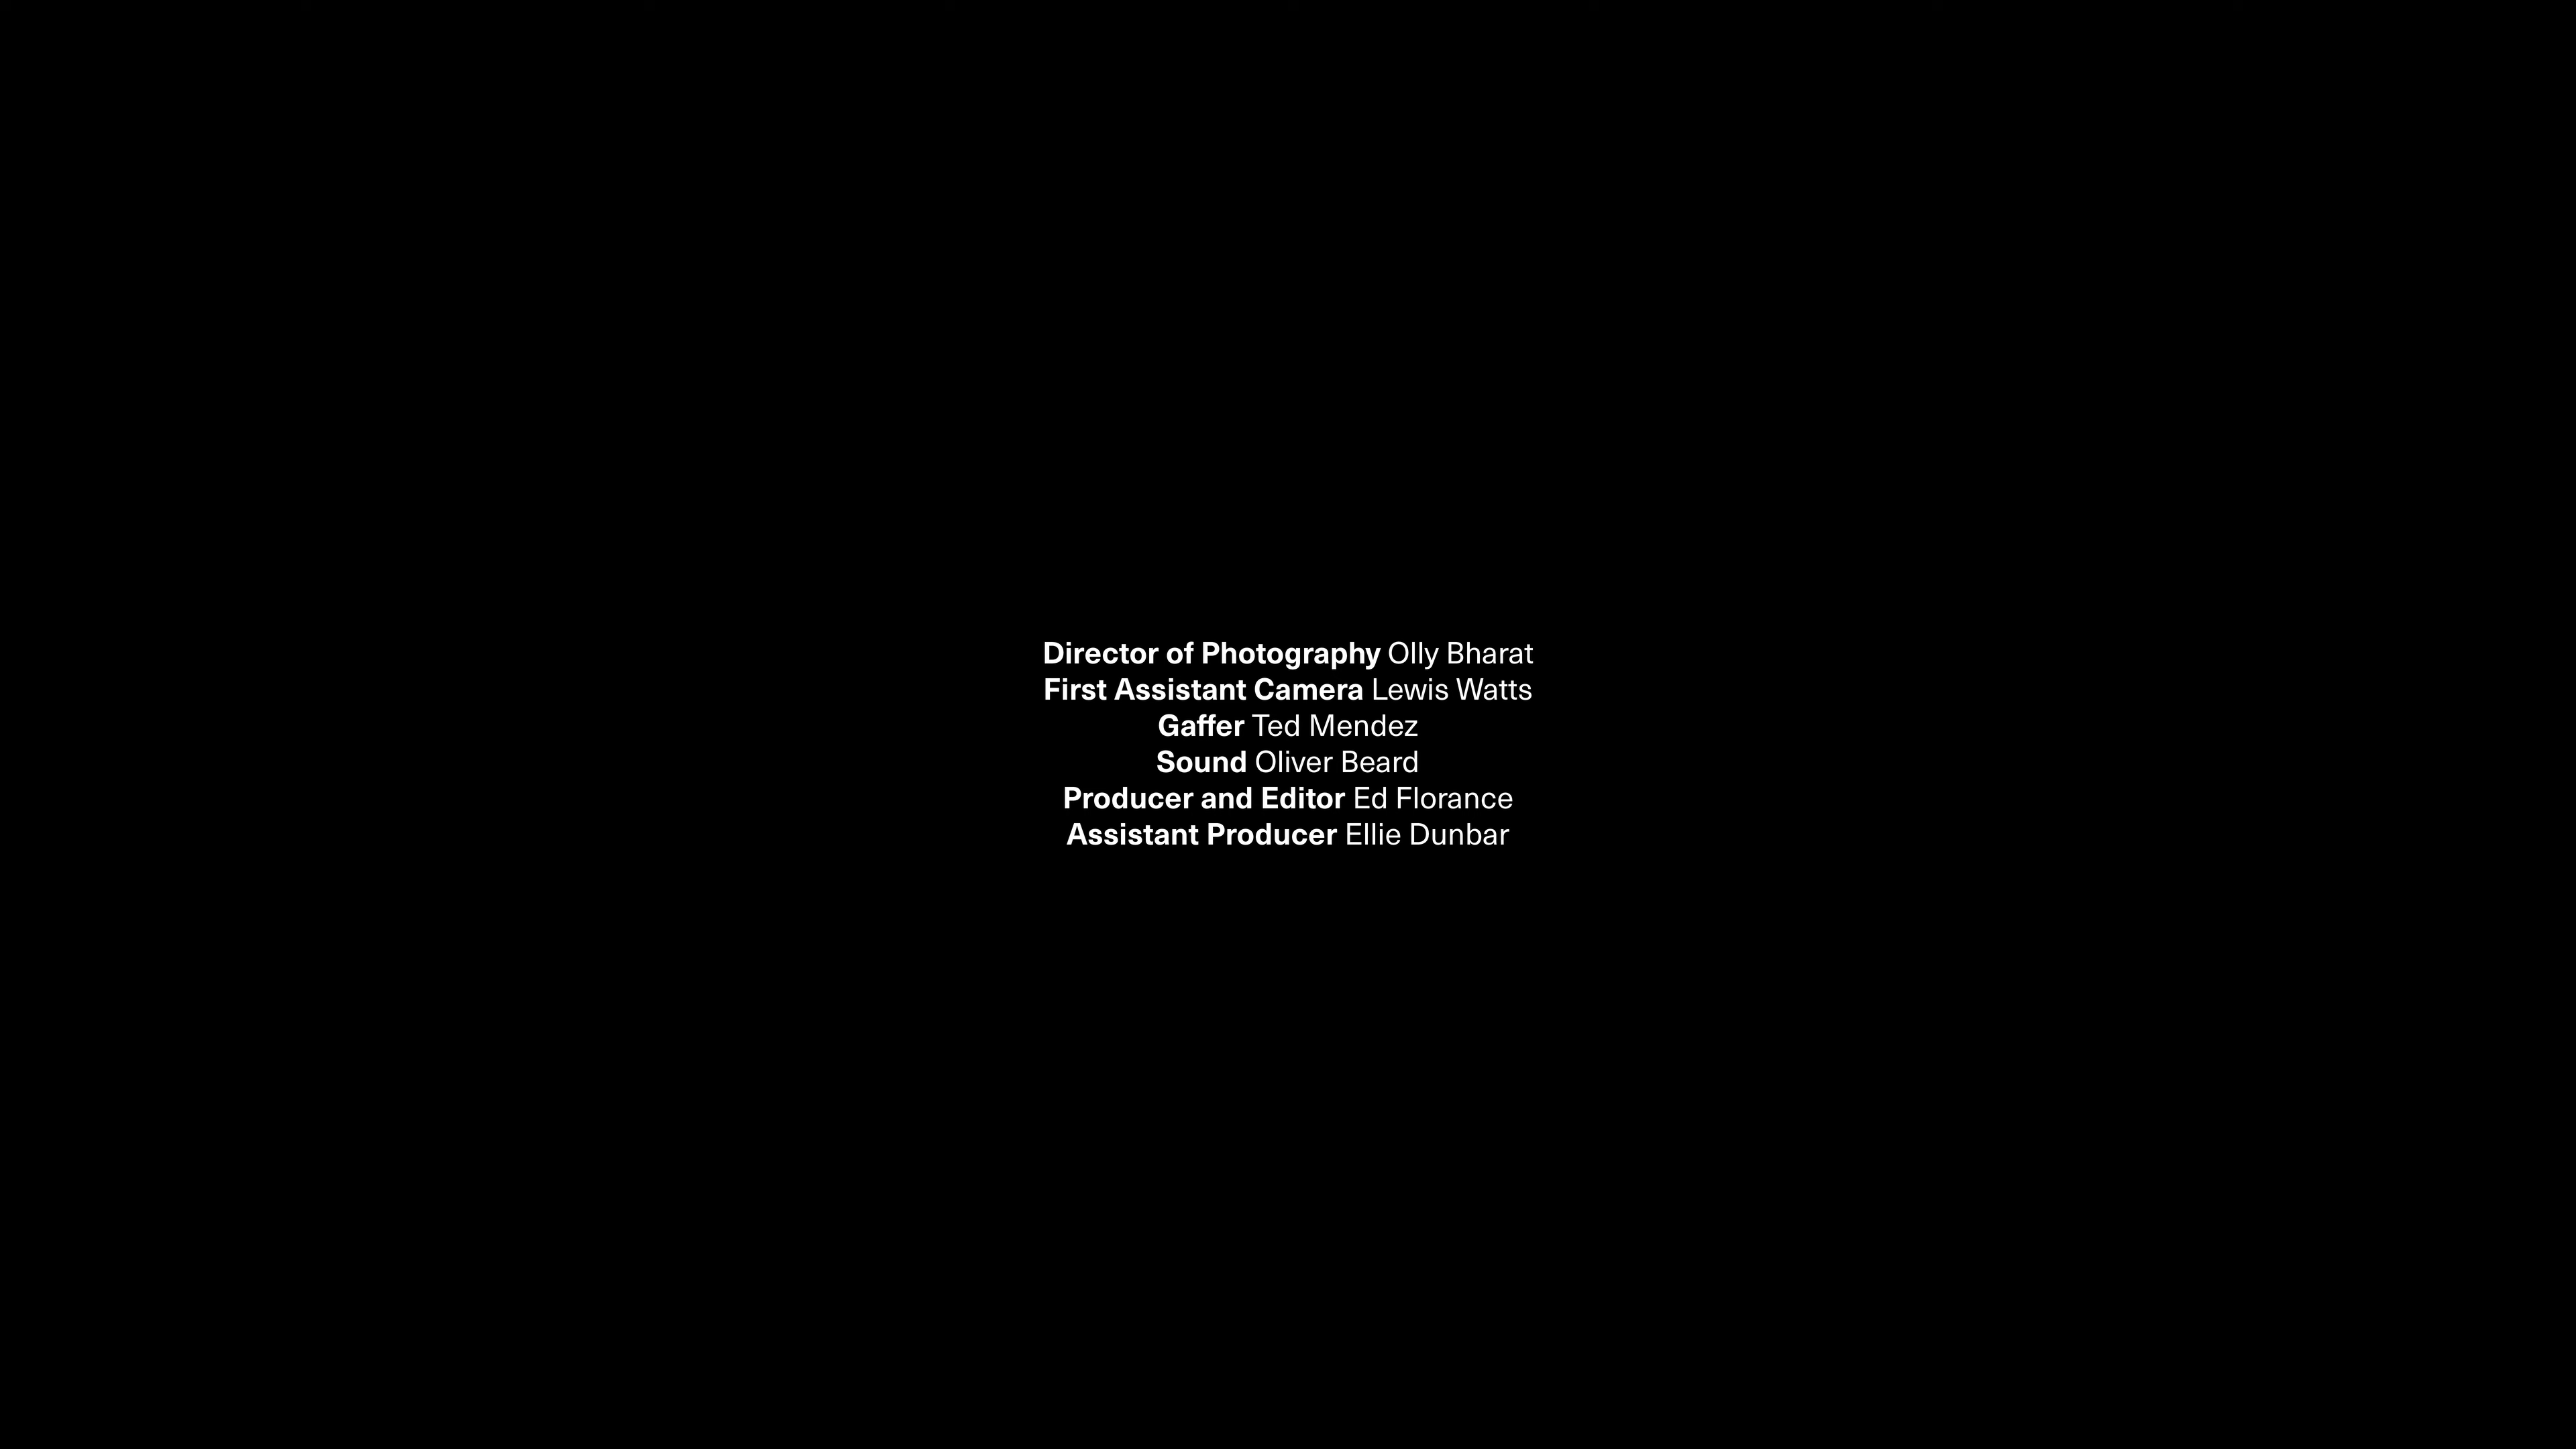 Director of Photography Olly Bharat
First Assistant Camera Lewis Watts
Gaffer Ted Mendez
Sound Oliver Beard
Producer and Editor Ed Florance
Assistant Producer Ellie Dunbar